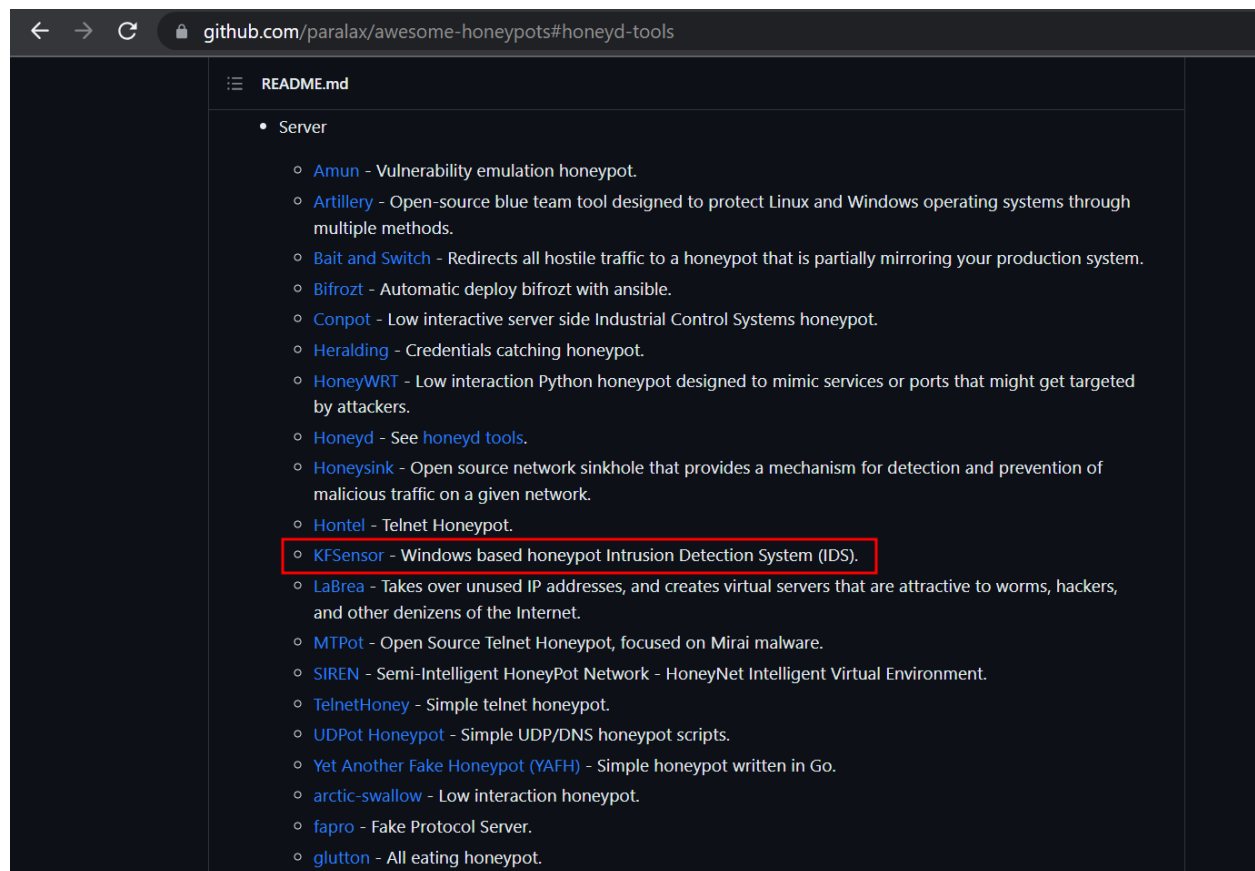 github.com/paralax/awesome-honeypots#honeyd-tools
README.md
• Server
○ Amun - Vulnerability emulation honeypot.
○ Artillery - Open-source blue team tool designed to protect Linux and Windows operating systems through
multiple methods.
○ Bait and Switch - Redirects all hostile traffic to a honeypot that is partially mirroring your production system.
○ Bifrozt - Automatic deploy bifrozt with ansible.
○ Conpot - Low interactive server side Industrial Control Systems honeypot.
○ Heralding - Credentials catching honeypot.
○ HoneyWRT - Low interaction Python honeypot designed to mimic services or ports that might get targeted
by attackers.
○ Honeyd - See honeyd tools.
○ Honeysink - Open source network sinkhole that provides a mechanism for detection and prevention of
malicious traffic on a given network.
○ Hontel - Telnet Honeypot.
○ KFSensor - Windows based honeypot Intrusion Detection System (IDS).
○ LaBrea - Takes over unused IP addresses, and creates virtual servers that are attractive to worms, hackers,
and other denizens of the Internet.
○ MTPot - Open Source Telnet Honeypot, focused on Mirai malware.
○ SIREN - Semi-Intelligent HoneyPot Network - HoneyNet Intelligent Virtual Environment.
○ TelnetHoney - Simple telnet honeypot.
○ UDPot Honeypot - Simple UDP/DNS honeypot scripts.
○ Yet Another Fake Honeypot (YAFH) - Simple honeypot written in Go.
○ arctic-swallow - Low interaction honeypot.
○ fapro - Fake Protocol Server.
○ glutton - All eating honeypot.